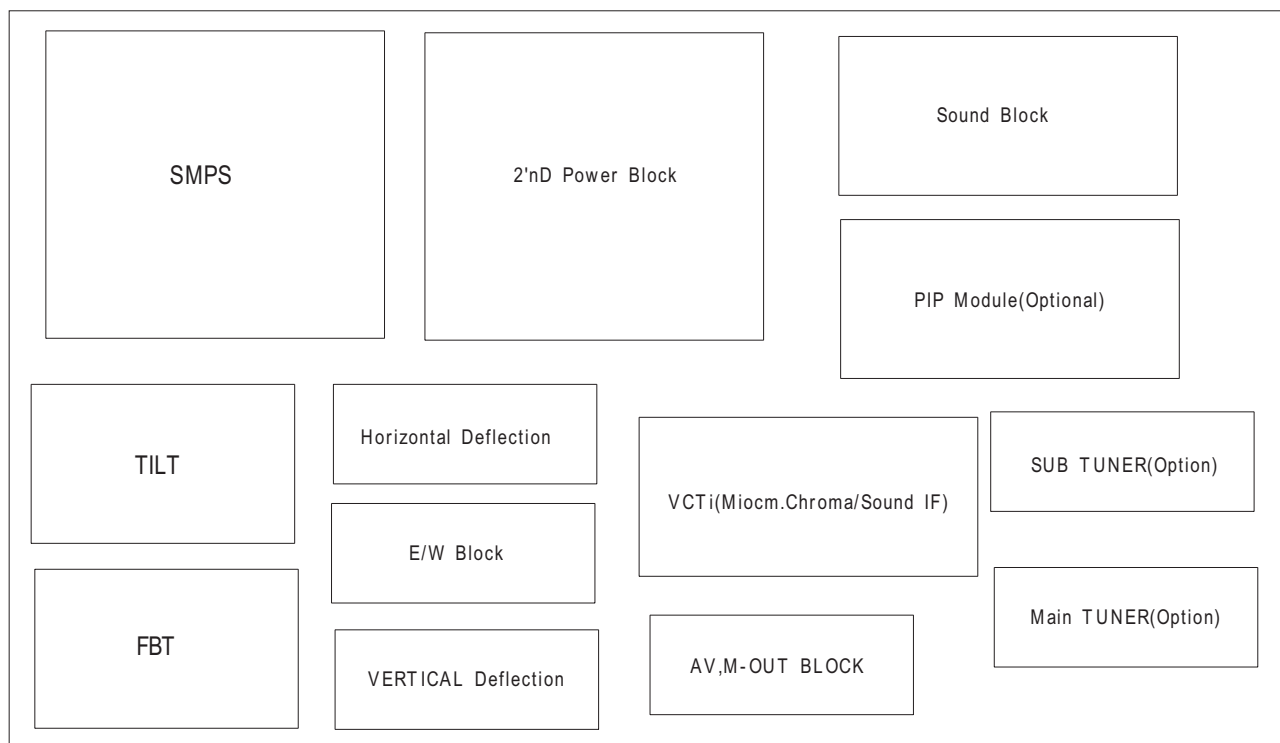 SMPS
2'nD Power Block
Sound Block
PIP Module(Optional)
TILT
Horizontal Deflection
VCTi(Miocm.Chroma/Sound IF)
SUB TUNER(Option)
E/W Block
FBT
VERTICAL Deflection
AV,M-OUT BLOCK
Main TUNER(Option)